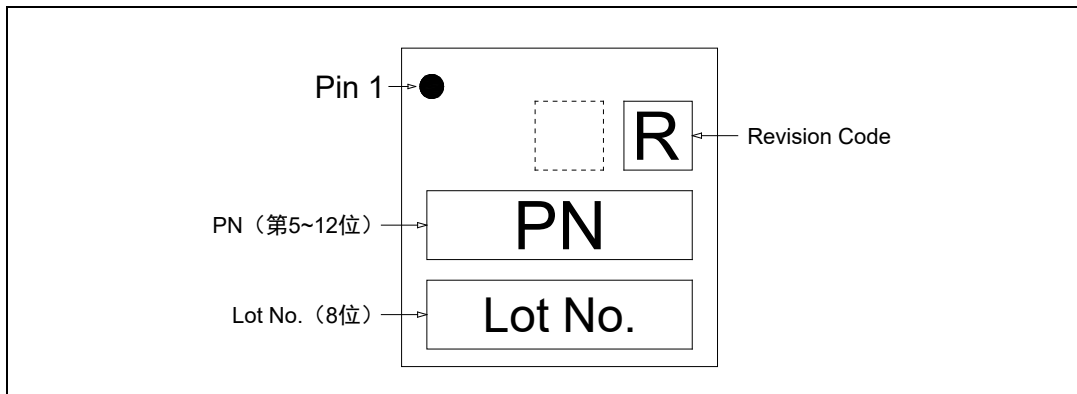 Pin 1
R
Revision Code
PN（第5~12位）
PN
Lot No.（8位）
Lot No.